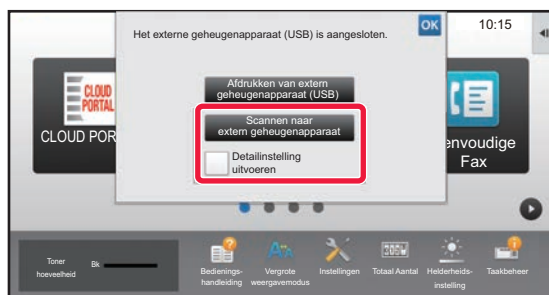 Het externe geheugenapparaat (USB) is aangesloten.
OK
10:15
Afdrukken van extern
geheugenapparaat (USB)
Scannen naar
extern geheugenapparaat
Detailinstelling
uitvoeren
CLOUD
PORTAL
CLOUD POR
envoudige
Fax
Toner
hoeveelheid
Bk
Bedienings-
handleiding
Vergrote
weergavemodus
Instellingen
Totaal Aantal
Helderheids-
instelling
Taakbeheer